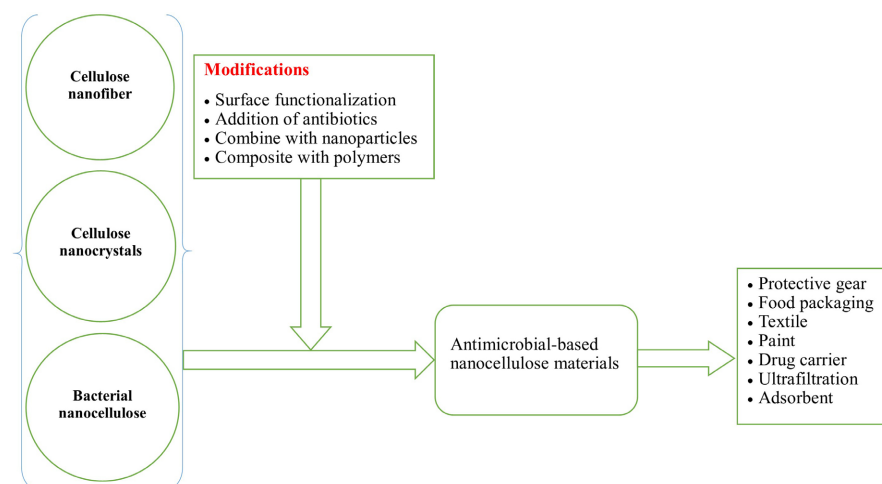 Cellulose
nanofiber
Cellulose
nanocrystals
Bacterial
nanocellulose
Modifications
• Surface functionalization
• Addition of antibiotics
• Combine with nanoparticles
• Composite with polymers
Antimicrobial-based
nanocellulose materials
• Protective gear
• Food packaging
• Textile
• Paint
• Drug carrier
• Ultrafiltration
• Adsorbent